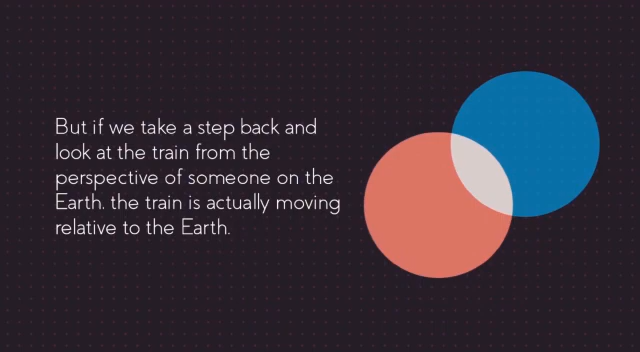 But if we take a step back and
look at the train from the
perspective of someone on the
Earth. the train is actually moving
relative to the Earth.